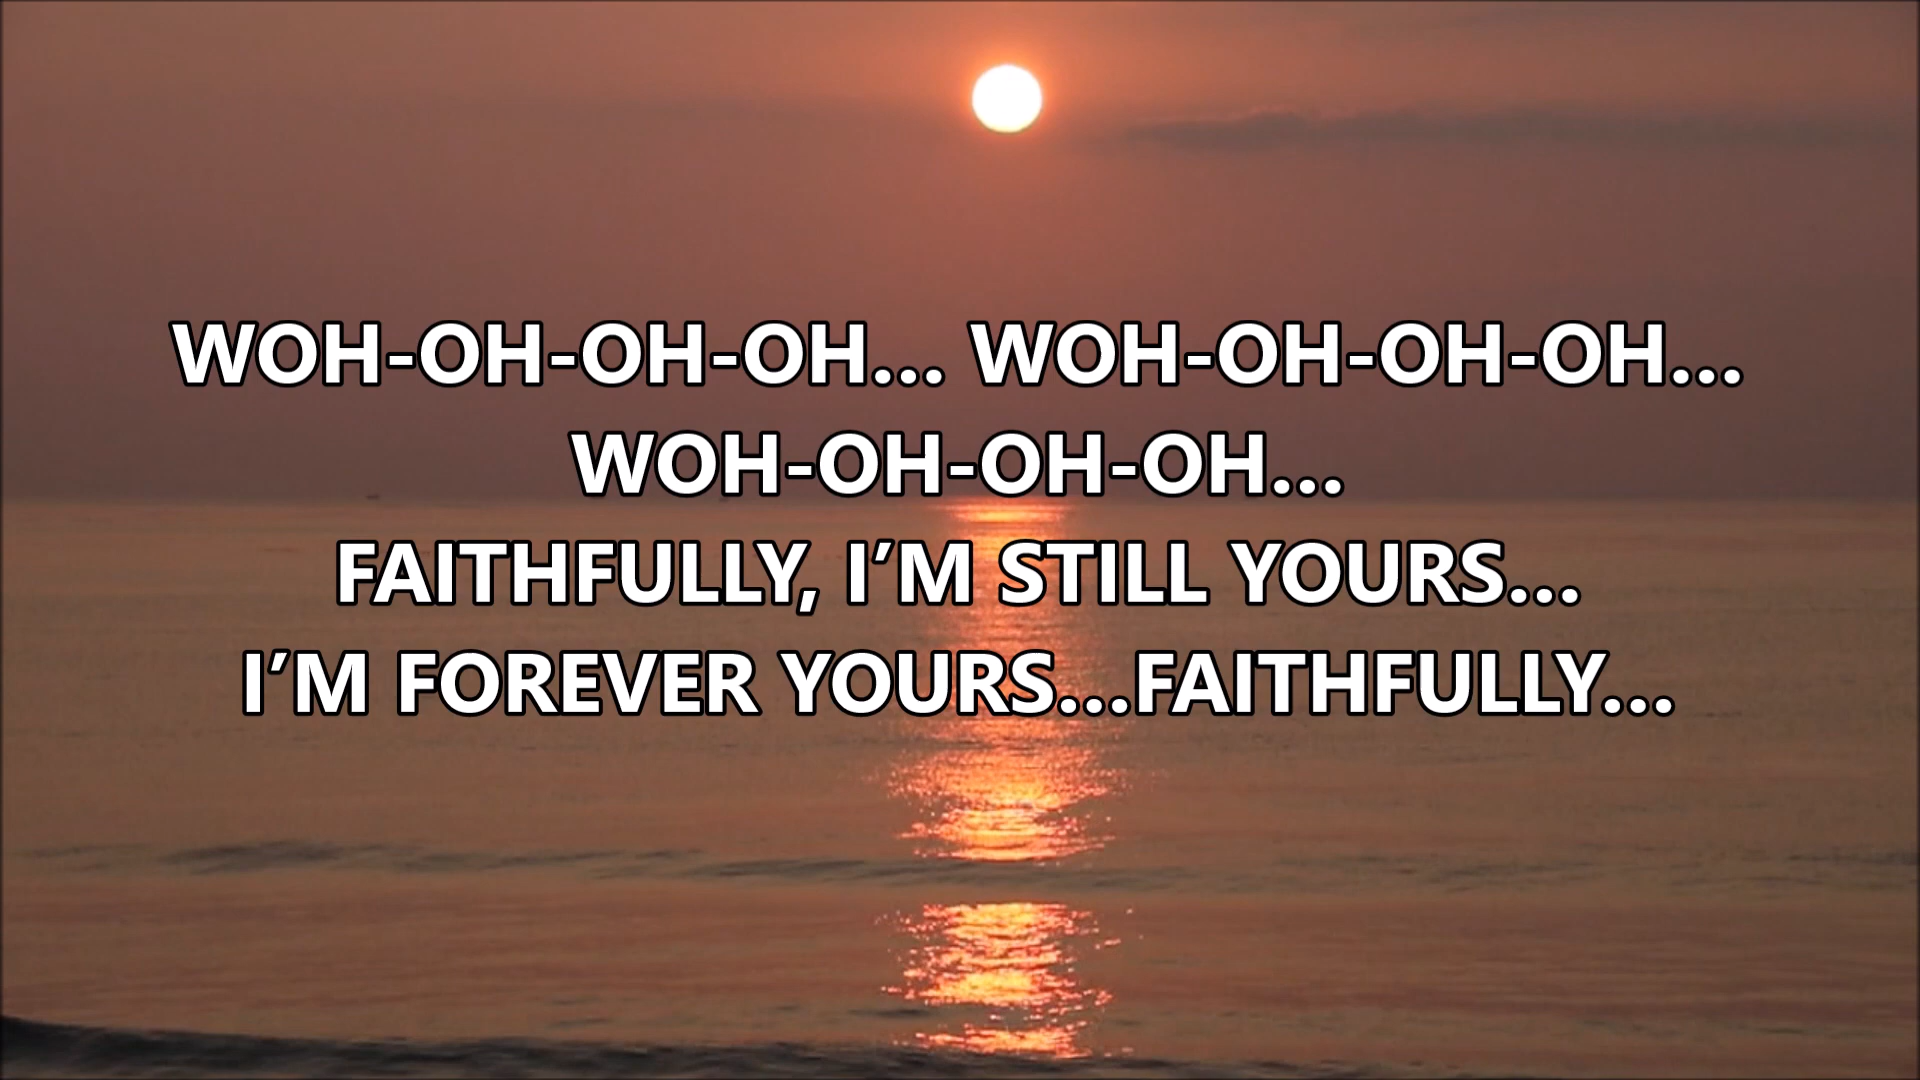 WOH-OH-OH-OH... WOH-OH-OH-OH...
WOH-OH-OH-OH...
FAITHFULLY, I’M STILL YOURS...
I’M FOREVER YOURS...FAITHFULLY...